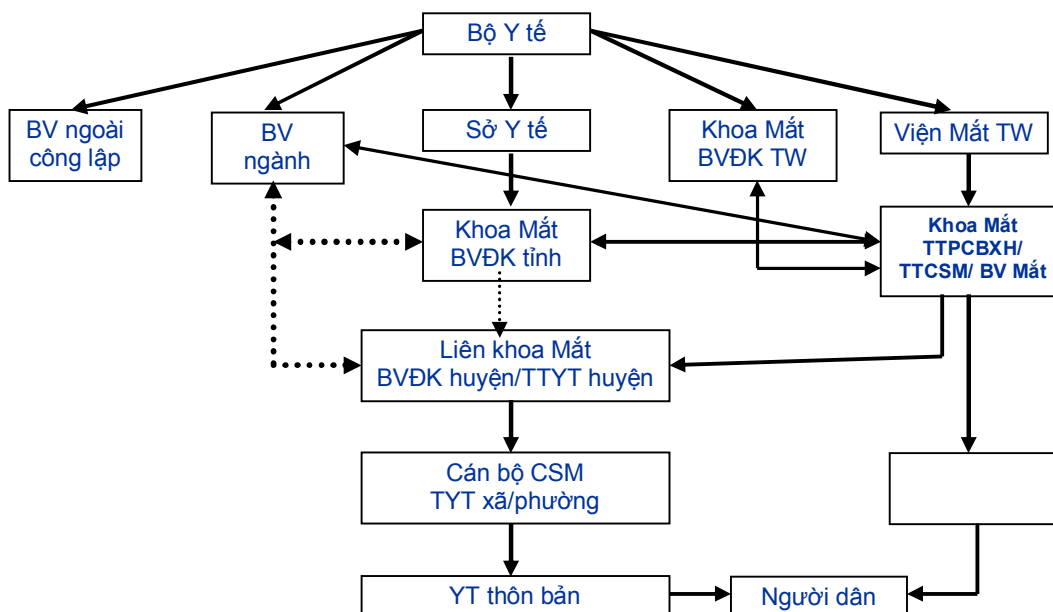 Bộ Y tế
BV ngoài
công lập
BV
ngành
Sở Y tế
Khoa Mắt
BVĐK TW
Viện Mắt TW
Khoa Mắt
BVĐK tỉnh
Khoa Mắt
TTPCBXH/
TTCSM/ BV Mắt
Liên khoa Mắt
BVĐK huyện/TTYT huyện
Cán bộ CSM
TYT xã/phường
YT thôn bản
Người dân